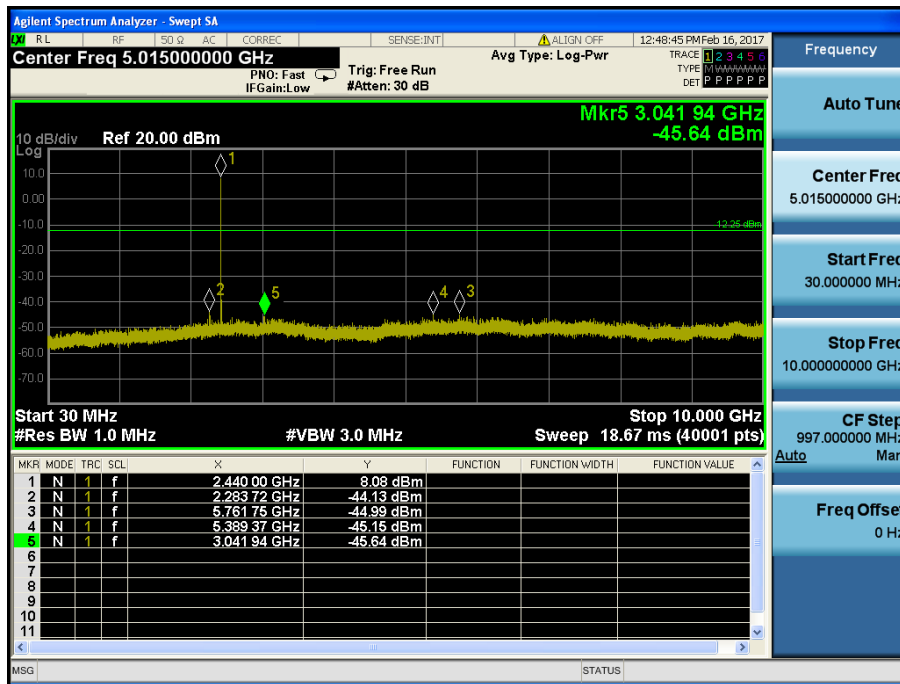 Agilent Spectrum Analyzer - Swept SA
LXI RL RF 50 Ω AC CORREC SENSE:INT ALIGN OFF 12:48:45 PM Feb 16, 2017
Center Freq 5.015000000 GHz
PNO: Fast
IFGain:Low
Trig: Free Run
#Atten: 30 dB
Avg Type: Log-Pwr
TRACE 1 2 3 4 5 6
TYPE MWWWWW
DET P P P P P P
Mkr5 3.041 94 GHz
-45.64 dBm
10 dB/div Ref 20.00 dBm
Log
10.0
0.00
-10.0
-20.0
-30.0
-40.0
-50.0
-60.0
-70.0
-12.25 dBm
1
2
5
4
3
Start 30 MHz Stop 10.000 GHz
#Res BW 1.0 MHz #VBW 3.0 MHz Sweep 18.67 ms (40001 pts)
MKR MODE TRC SCL X Y FUNCTION FUNCTION WIDTH FUNCTION VALUE
1 N 1 f 2.440 00 GHz 8.08 dBm
2 N 1 f 2.283 72 GHz -44.13 dBm
3 N 1 f 5.761 75 GHz -44.99 dBm
4 N 1 f 5.389 37 GHz -45.15 dBm
5 N 1 f 3.041 94 GHz -45.64 dBm
6
7
8
9
10
11
MSG STATUS
Frequency
Auto Tune
Center Freq
5.015000000 GHz
Start Freq
30.000000 MHz
Stop Freq
10.000000000 GHz
CF Step
997.000000 MHz
Auto Man
Freq Offset
0 Hz